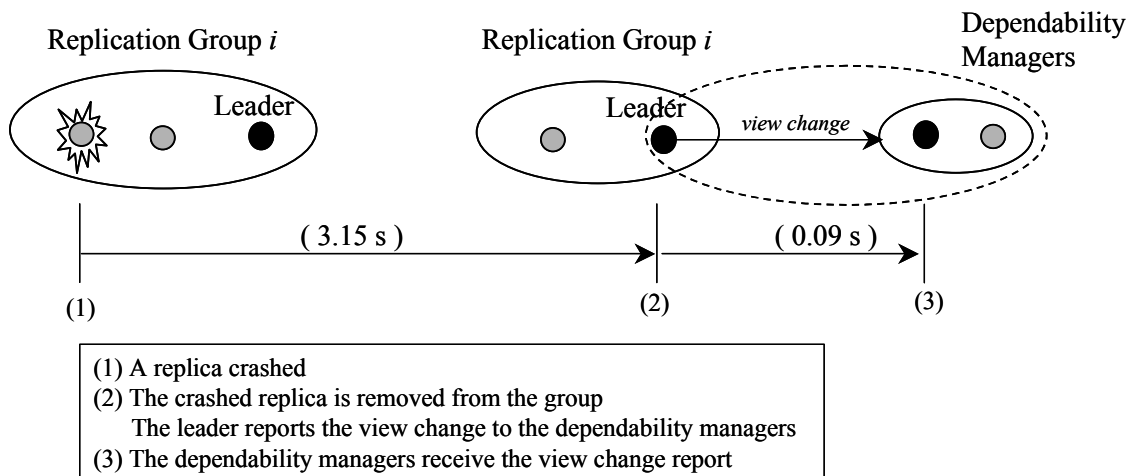 Replication Group i
Replication Group i
Dependability
Managers
Leader
Leader
view change
( 3.15 s )
( 0.09 s )
(1)
(2)
(3)
(1) A replica crashed
(2) The crashed replica is removed from the group
The leader reports the view change to the dependability managers
(3) The dependability managers receive the view change report